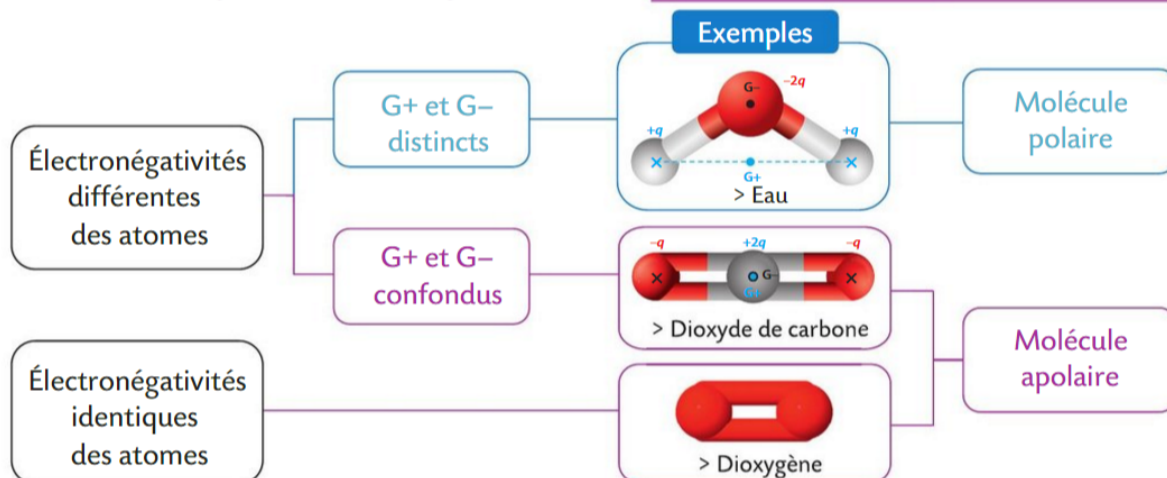 Exemples
Électronégativités
différentes
des atomes
G+ et G–
distincts
G–
–2q
+q
+q
G+
> Eau
Molécule
polaire
G+ et G–
confondus
–q
+2q
–q
G–
G+
> Dioxyde de carbone
Molécule
apolaire
Électronégativités
identiques
des atomes
> Dioxygène